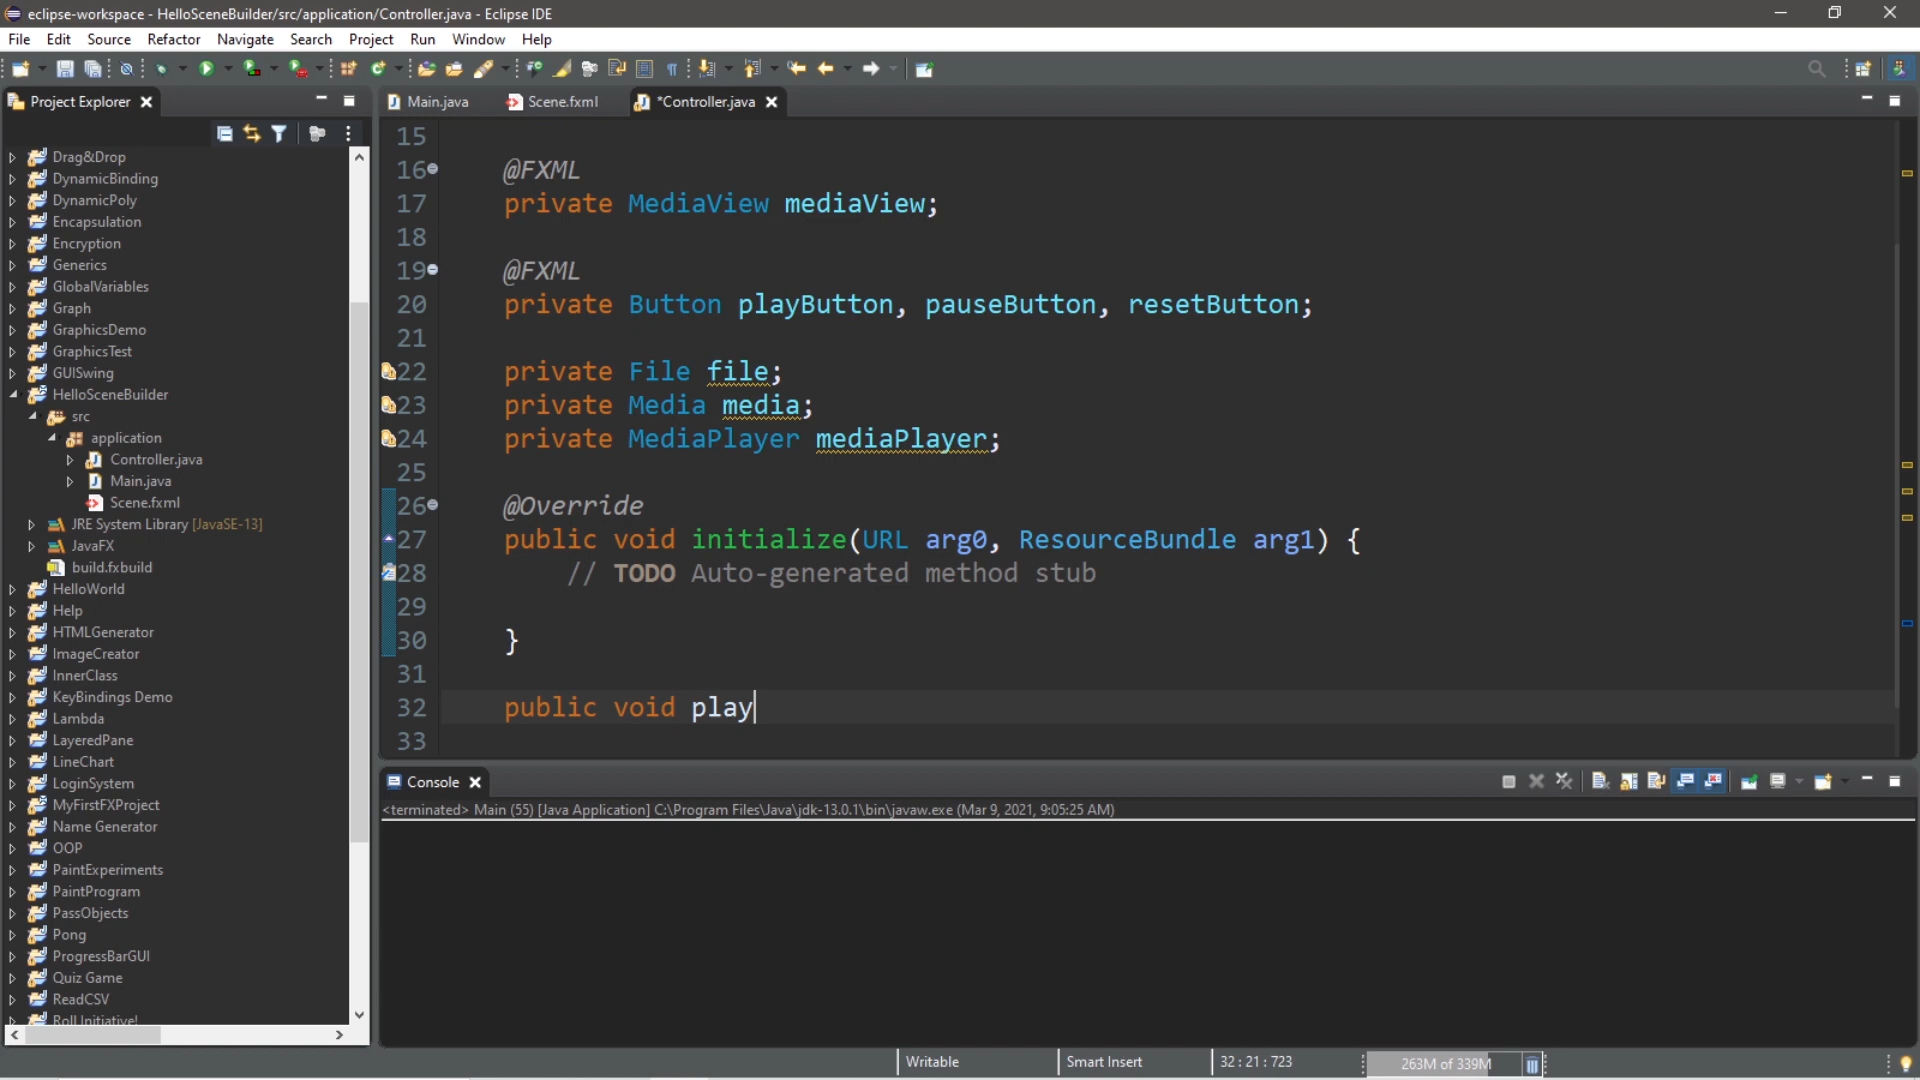 eclipse-workspace - HelloSceneBuilder/src/application/Controller.java - Eclipse IDE
File Edit Source Refactor Navigate Search Project Run Window Help
Project Explorer
Main.java Scene.fxml *Controller.java
Drag&Drop
DynamicBinding
DynamicPoly
Encapsulation
Encryption
Generics
GlobalVariables
Graph
GraphicsDemo
GraphicsTest
GUISwing
HelloSceneBuilder
src
application
Controller.java
Main.java
Scene.fxml
JRE System Library [JavaSE-13]
JavaFX
build.fxbuild
HelloWorld
Help
HTMLGenerator
ImageCreator
InnerClass
KeyBindings Demo
Lambda
LayeredPane
LineChart
LoginSystem
MyFirstFXProject
Name Generator
OOP
PaintExperiments
PaintProgram
PassObjects
Pong
ProgressBarGUI
Quiz Game
ReadCSV
RollInitiative!
15
16 @FXML
17 private MediaView mediaView;
18
19 @FXML
20 private Button playButton, pauseButton, resetButton;
21
22 private File file;
23 private Media media;
24 private MediaPlayer mediaPlayer;
25
26 @Override
27 public void initialize(URL arg0, ResourceBundle arg1) {
28 // TODO Auto-generated method stub
29
30 }
31
32 public void play
33
Console
<terminated> Main (55) [Java Application] C:\Program Files\Java\jdk-13.0.1\bin\javaw.exe (Mar 9, 2021, 9:05:25 AM)
Writable Smart Insert 32 : 21 : 723 263M of 339M